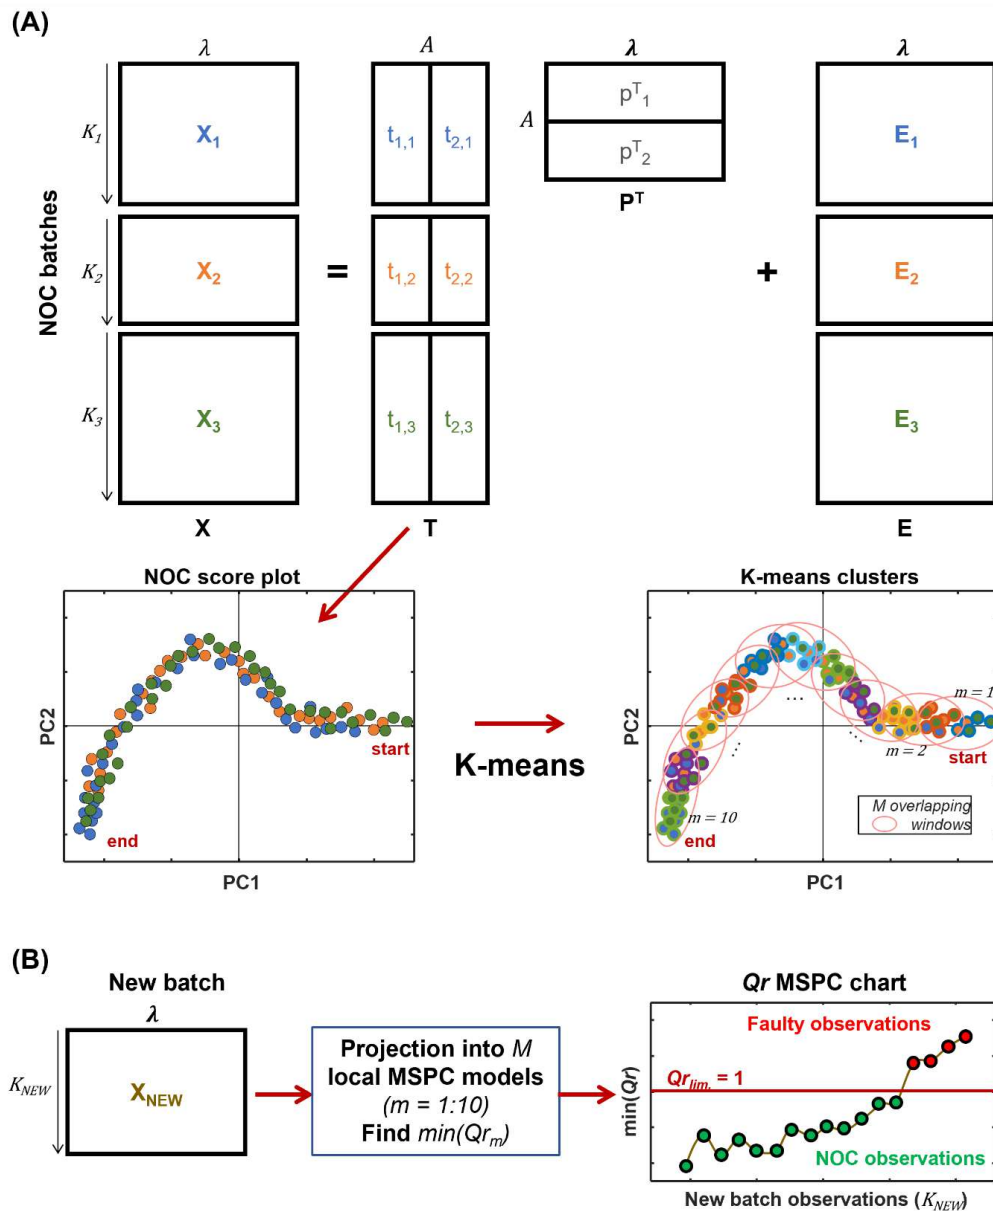 (A)
λ
A
λ
λ
NOC batches
K1
X1
t1,1
t2,1
A
pT1
pT2
PT
E1
K2
X2
=
t1,2
t2,2
+
E2
K3
X3
t1,3
t2,3
E3
X
T
E
NOC score plot
PC2
start
end
PC1
K-means
K-means clusters
PC2
m = 1
...
...
...
m = 2
start
m = 10
end
M overlapping
windows
PC1
(B)
New batch
λ
KNEW
XNEW
Projection into M
local MSPC models
(m = 1:10)
Find min(Qrm)
Qr MSPC chart
min(Qr)
Faulty observations
Qrlim. = 1
NOC observations
New batch observations (KNEW)